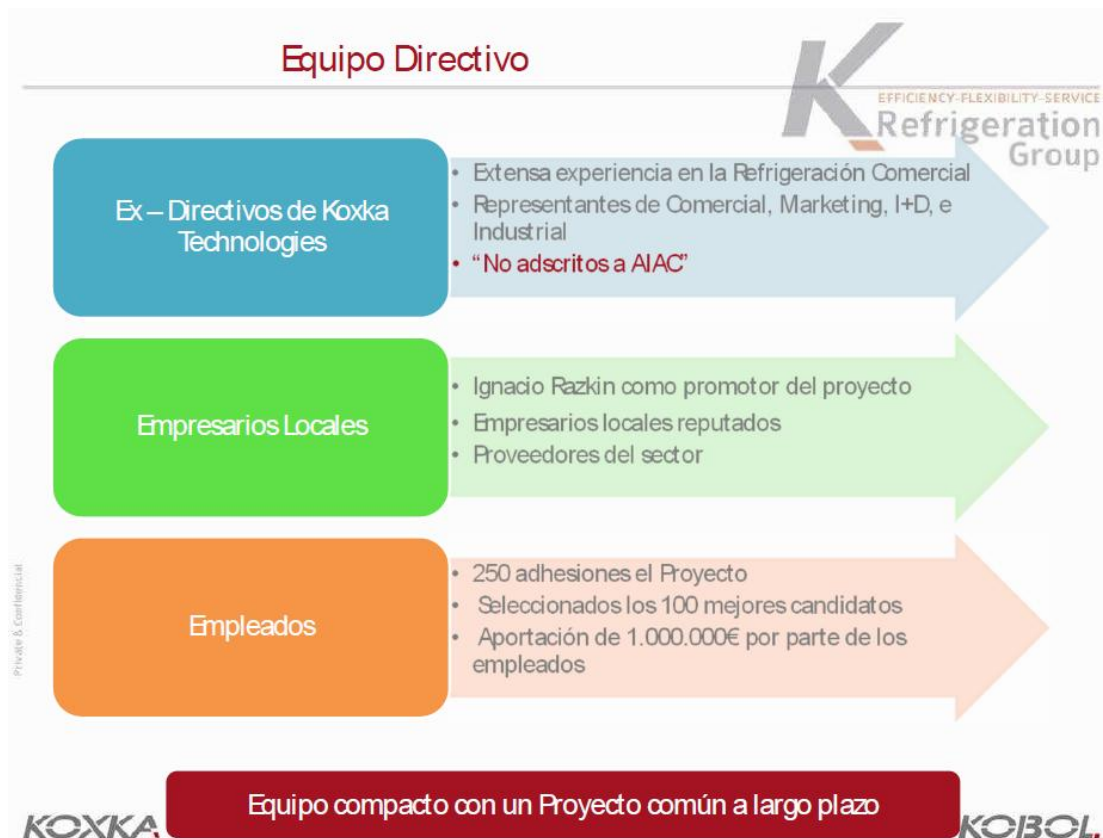 Equipo Directivo
EFFICIENCY-FLEXIBILITY-SERVICE
K Refrigeration
Group
Ex – Directivos de Koxka
Technologies
• Extensa experiencia en la Refrigeración Comercial
• Representantes de Comercial, Marketing, I+D, e
Industrial
• “No adscritos a AIAC”
Empresarios Locales
• Ignacio Razkin como promotor del proyecto
• Empresarios locales reputados
• Proveedores del sector
Empleados
• 250 adhesiones el Proyecto
• Seleccionados los 100 mejores candidatos
• Aportación de 1.000.000€ por parte de los
empleados
Private & Confidencial
Equipo compacto con un Proyecto común a largo plazo
KOXKA
KOBOL